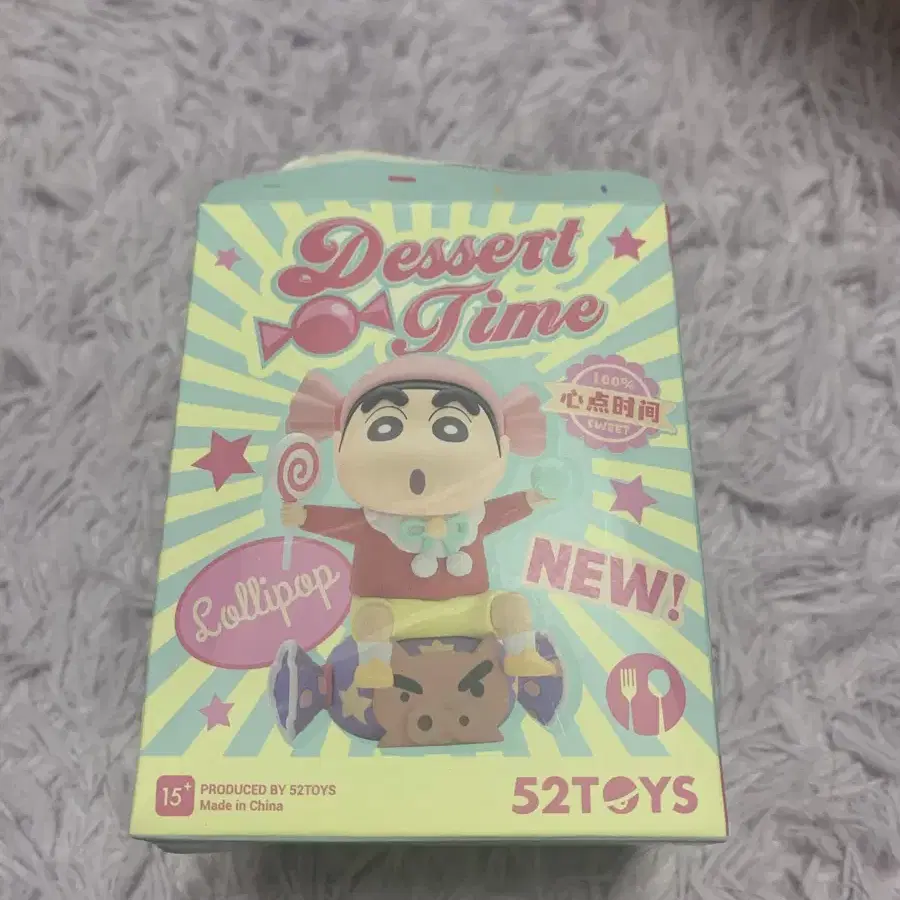 Dessert
Time
100%
心点时间
SWEET
Lollipop
NEW!
15+
PRODUCED BY 52TOYS
Made in China
52TOYS